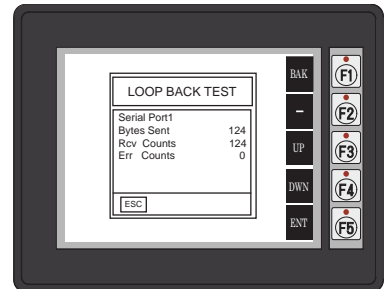 LOOP BACK TEST
Serial Port1
Bytes Sent 124
Rcv Counts 124
Err Counts 0
ESC
BAK
–
UP
DWN
ENT
F1
F2
F3
F4
F5